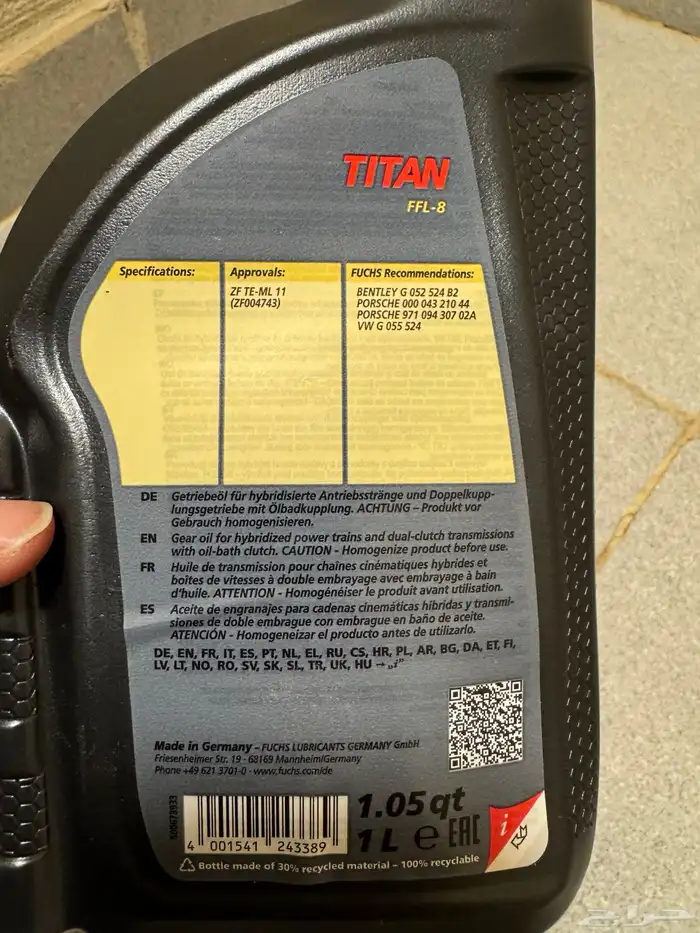 TITAN
FFL-8
Specifications:
Approvals:
ZF TE-ML 11
(ZF004743)
FUCHS Recommendations:
BENTLEY G 052 524 B2
PORSCHE 000 043 210 44
PORSCHE 971 094 307 02A
VW G 055 524
DE Getriebeöl für hybridisierte Antriebsstränge und Doppelkupp-
lungsgetriebe mit Ölbadkupplung. ACHTUNG – Produkt vor
Gebrauch homogenisieren.
EN Gear oil for hybridized power trains and dual-clutch transmissions
with oil-bath clutch. CAUTION - Homogenize product before use.
FR Huile de transmission pour chaînes cinématiques hybrides et
boîtes de vitesses à double embrayage avec embrayage à bain
d'huile. ATTENTION - Homogénéiser le produit avant utilisation.
ES Aceite de engranajes para cadenas cinemáticas híbridas y transmi-
siones de doble embrague con embrague en baño de aceite.
ATENCIÓN - Homogeneizar el producto antes de utilizarlo.
DE, EN, FR, IT, ES, PT, NL, EL, RU, CS, HR, PL, AR, BG, DA, ET, FI,
LV, LT, NO, RO, SV, SK, SL, TR, UK, HU → „i"
Made in Germany – FUCHS LUBRICANTS GERMANY GmbH
Friesenheimer Str. 19 - 68169 Mannheim/Germany
Phone +49 621 3701-0 · www.fuchs.com/de
4 001541 243389
1.05 qt
1 L e EAC
i
Bottle made of 30% recycled material – 100% recyclable
حراج